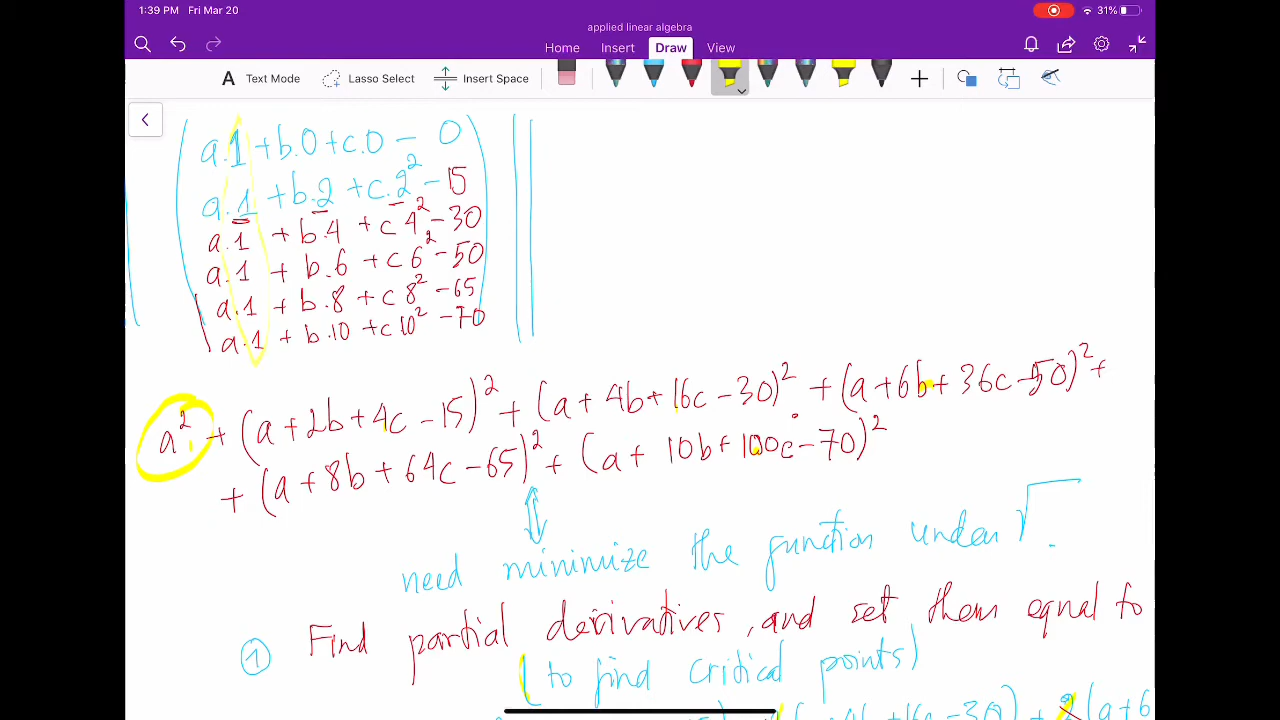 1:39 PM Fri Mar 20
31%
applied linear algebra
Home Insert Draw View
A Text Mode Lasso Select Insert Space
a.1 + b.0 + c.0 - 0
a.1 + b.2 + c.2² - 15
a.1 + b.4 + c 4² - 30
a.1 + b.6 + c 6² - 50
a.1 + b.8 + c 8² - 65
a.1 + b.10 + c 10² - 70
a² + (a + 2b + 4c - 15)² + (a + 4b + 16c - 30)² + (a + 6b + 36c - 50)² +
+ (a + 8b + 64c - 65)² + (a + 10b + 100c - 70)²
need minimize the function under √
① Find partial derivatives, and set them equal to
(to find critical points)
+ 16c - 30) + 2(a + 6